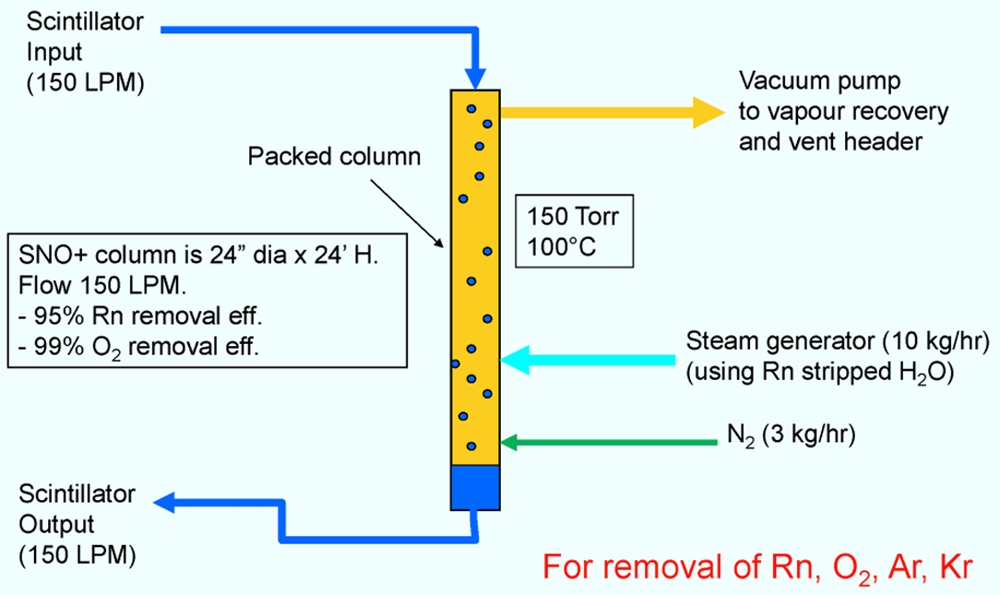 Scintillator
Input
(150 LPM)
Vacuum pump
to vapour recovery
and vent header
Packed column
150 Torr
100°C
SNO+ column is 24” dia x 24’ H.
Flow 150 LPM.
- 95% Rn removal eff.
- 99% O₂ removal eff.
Steam generator (10 kg/hr)
(using Rn stripped H₂O)
N₂ (3 kg/hr)
Scintillator
Output
(150 LPM)
For removal of Rn, O₂, Ar, Kr